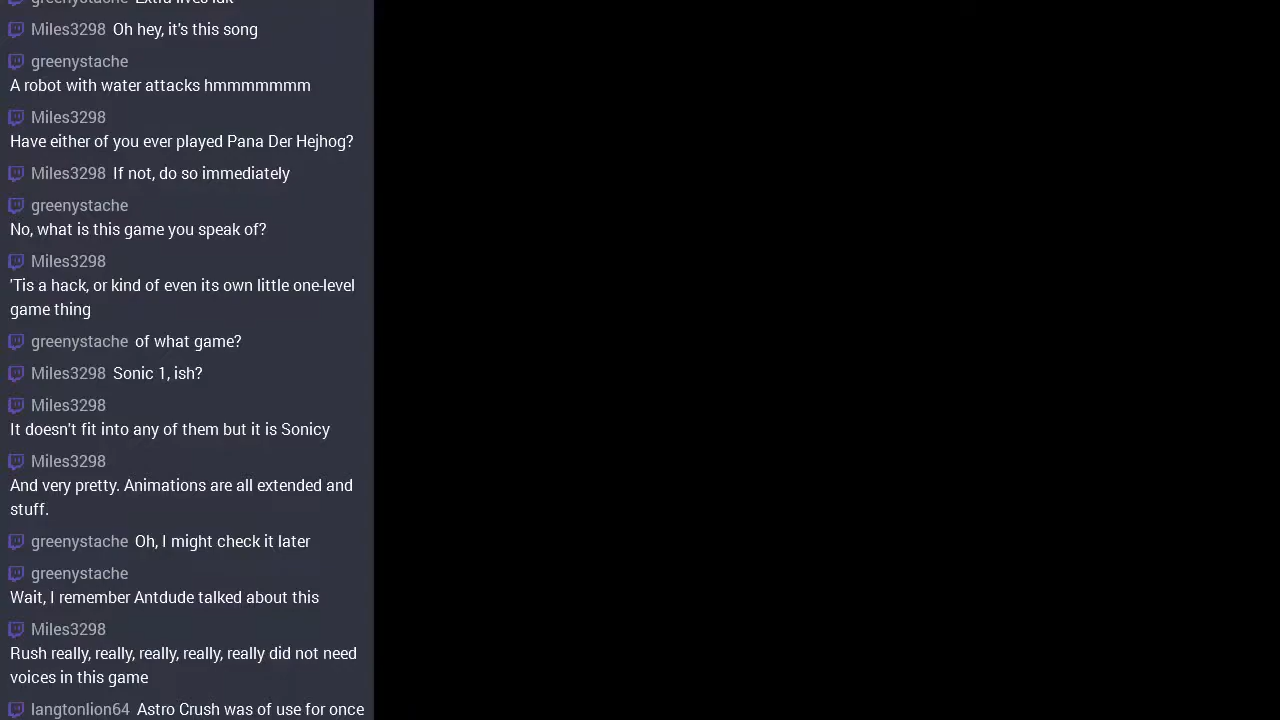 greenystache Extra lives idk
Miles3298 Oh hey, it's this song
greenystache
A robot with water attacks hmmmmmmm
Miles3298
Have either of you ever played Pana Der Hejhog?
Miles3298 If not, do so immediately
greenystache
No, what is this game you speak of?
Miles3298
'Tis a hack, or kind of even its own little one-level
game thing
greenystache of what game?
Miles3298 Sonic 1, ish?
Miles3298
It doesn't fit into any of them but it is Sonicy
Miles3298
And very pretty. Animations are all extended and
stuff.
greenystache Oh, I might check it later
greenystache
Wait, I remember Antdude talked about this
Miles3298
Rush really, really, really, really, really did not need
voices in this game
langtonlion64 Astro Crush was of use for once